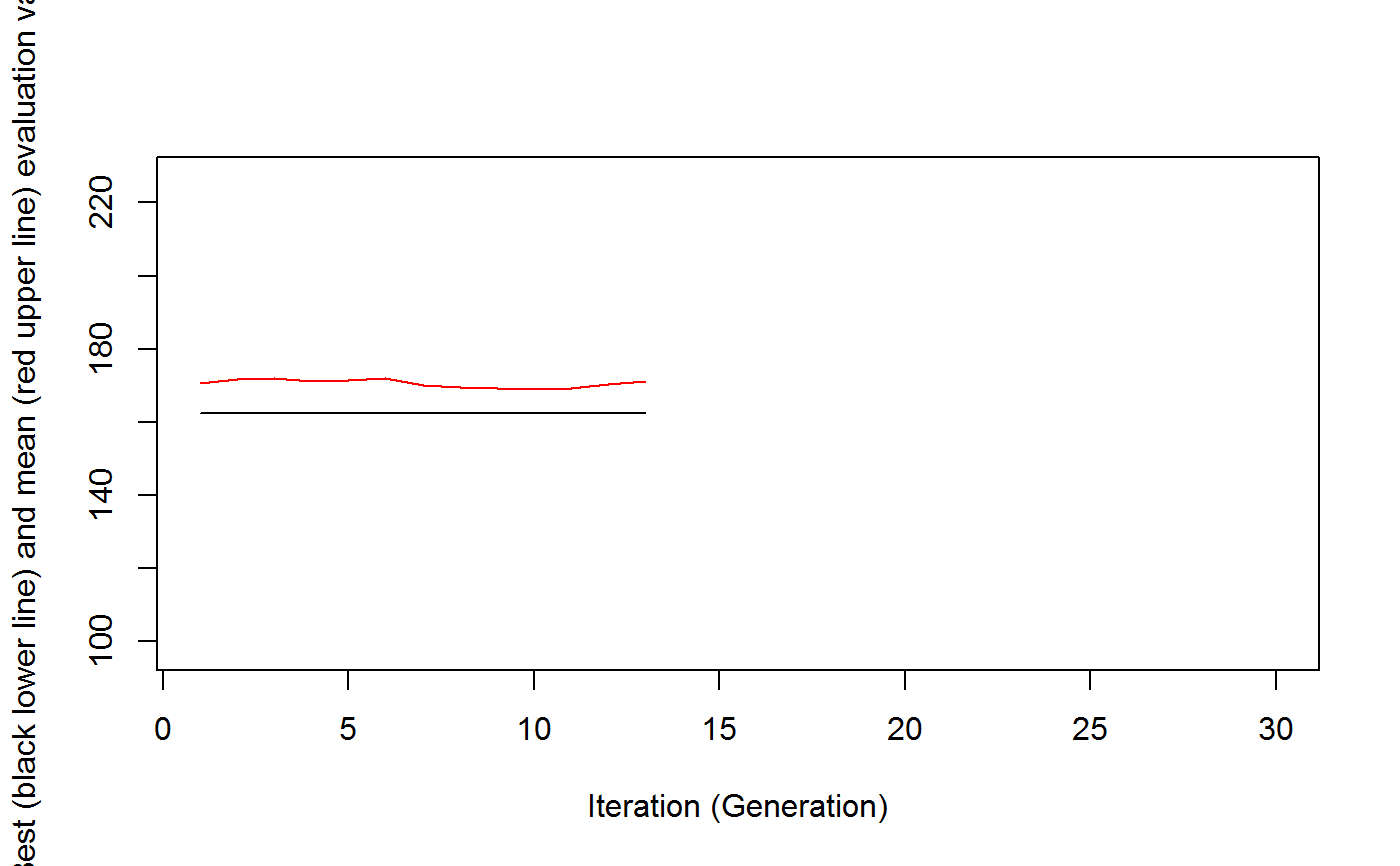 Best (black lower line) and mean (red upper line) evaluation va
220
180
140
100
0 5 10 15 20 25 30
Iteration (Generation)